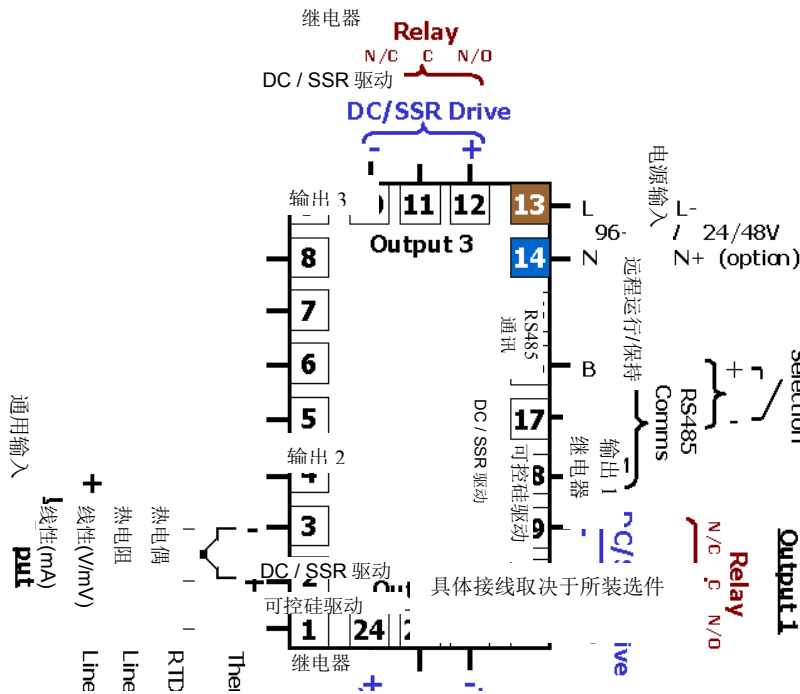 继电器
Relay
N/C C N/O
DC / SSR 驱动
DC/SSR Drive
- +
输出 3
11 12 13
Output 3
14
L
N
电源输入
L-
96-
24/48V
N+ (option)
8
7
6
5
RS485
通讯
B
远程运行/保持
+
-
Selection
RS485
Comms
17
DC / SSR 驱动
可控硅驱动
继电器
输出 1
输出 2
4
3
通用输入
+
线性(mA)
线性(V/mV)
热电阻
热电偶
-
+
put
DC / SSR 驱动
可控硅驱动
继电器
具体接线取决于所装选件
1
24
N/C C N/O
Relay
Output 1
Line
Line
RTD
+ -